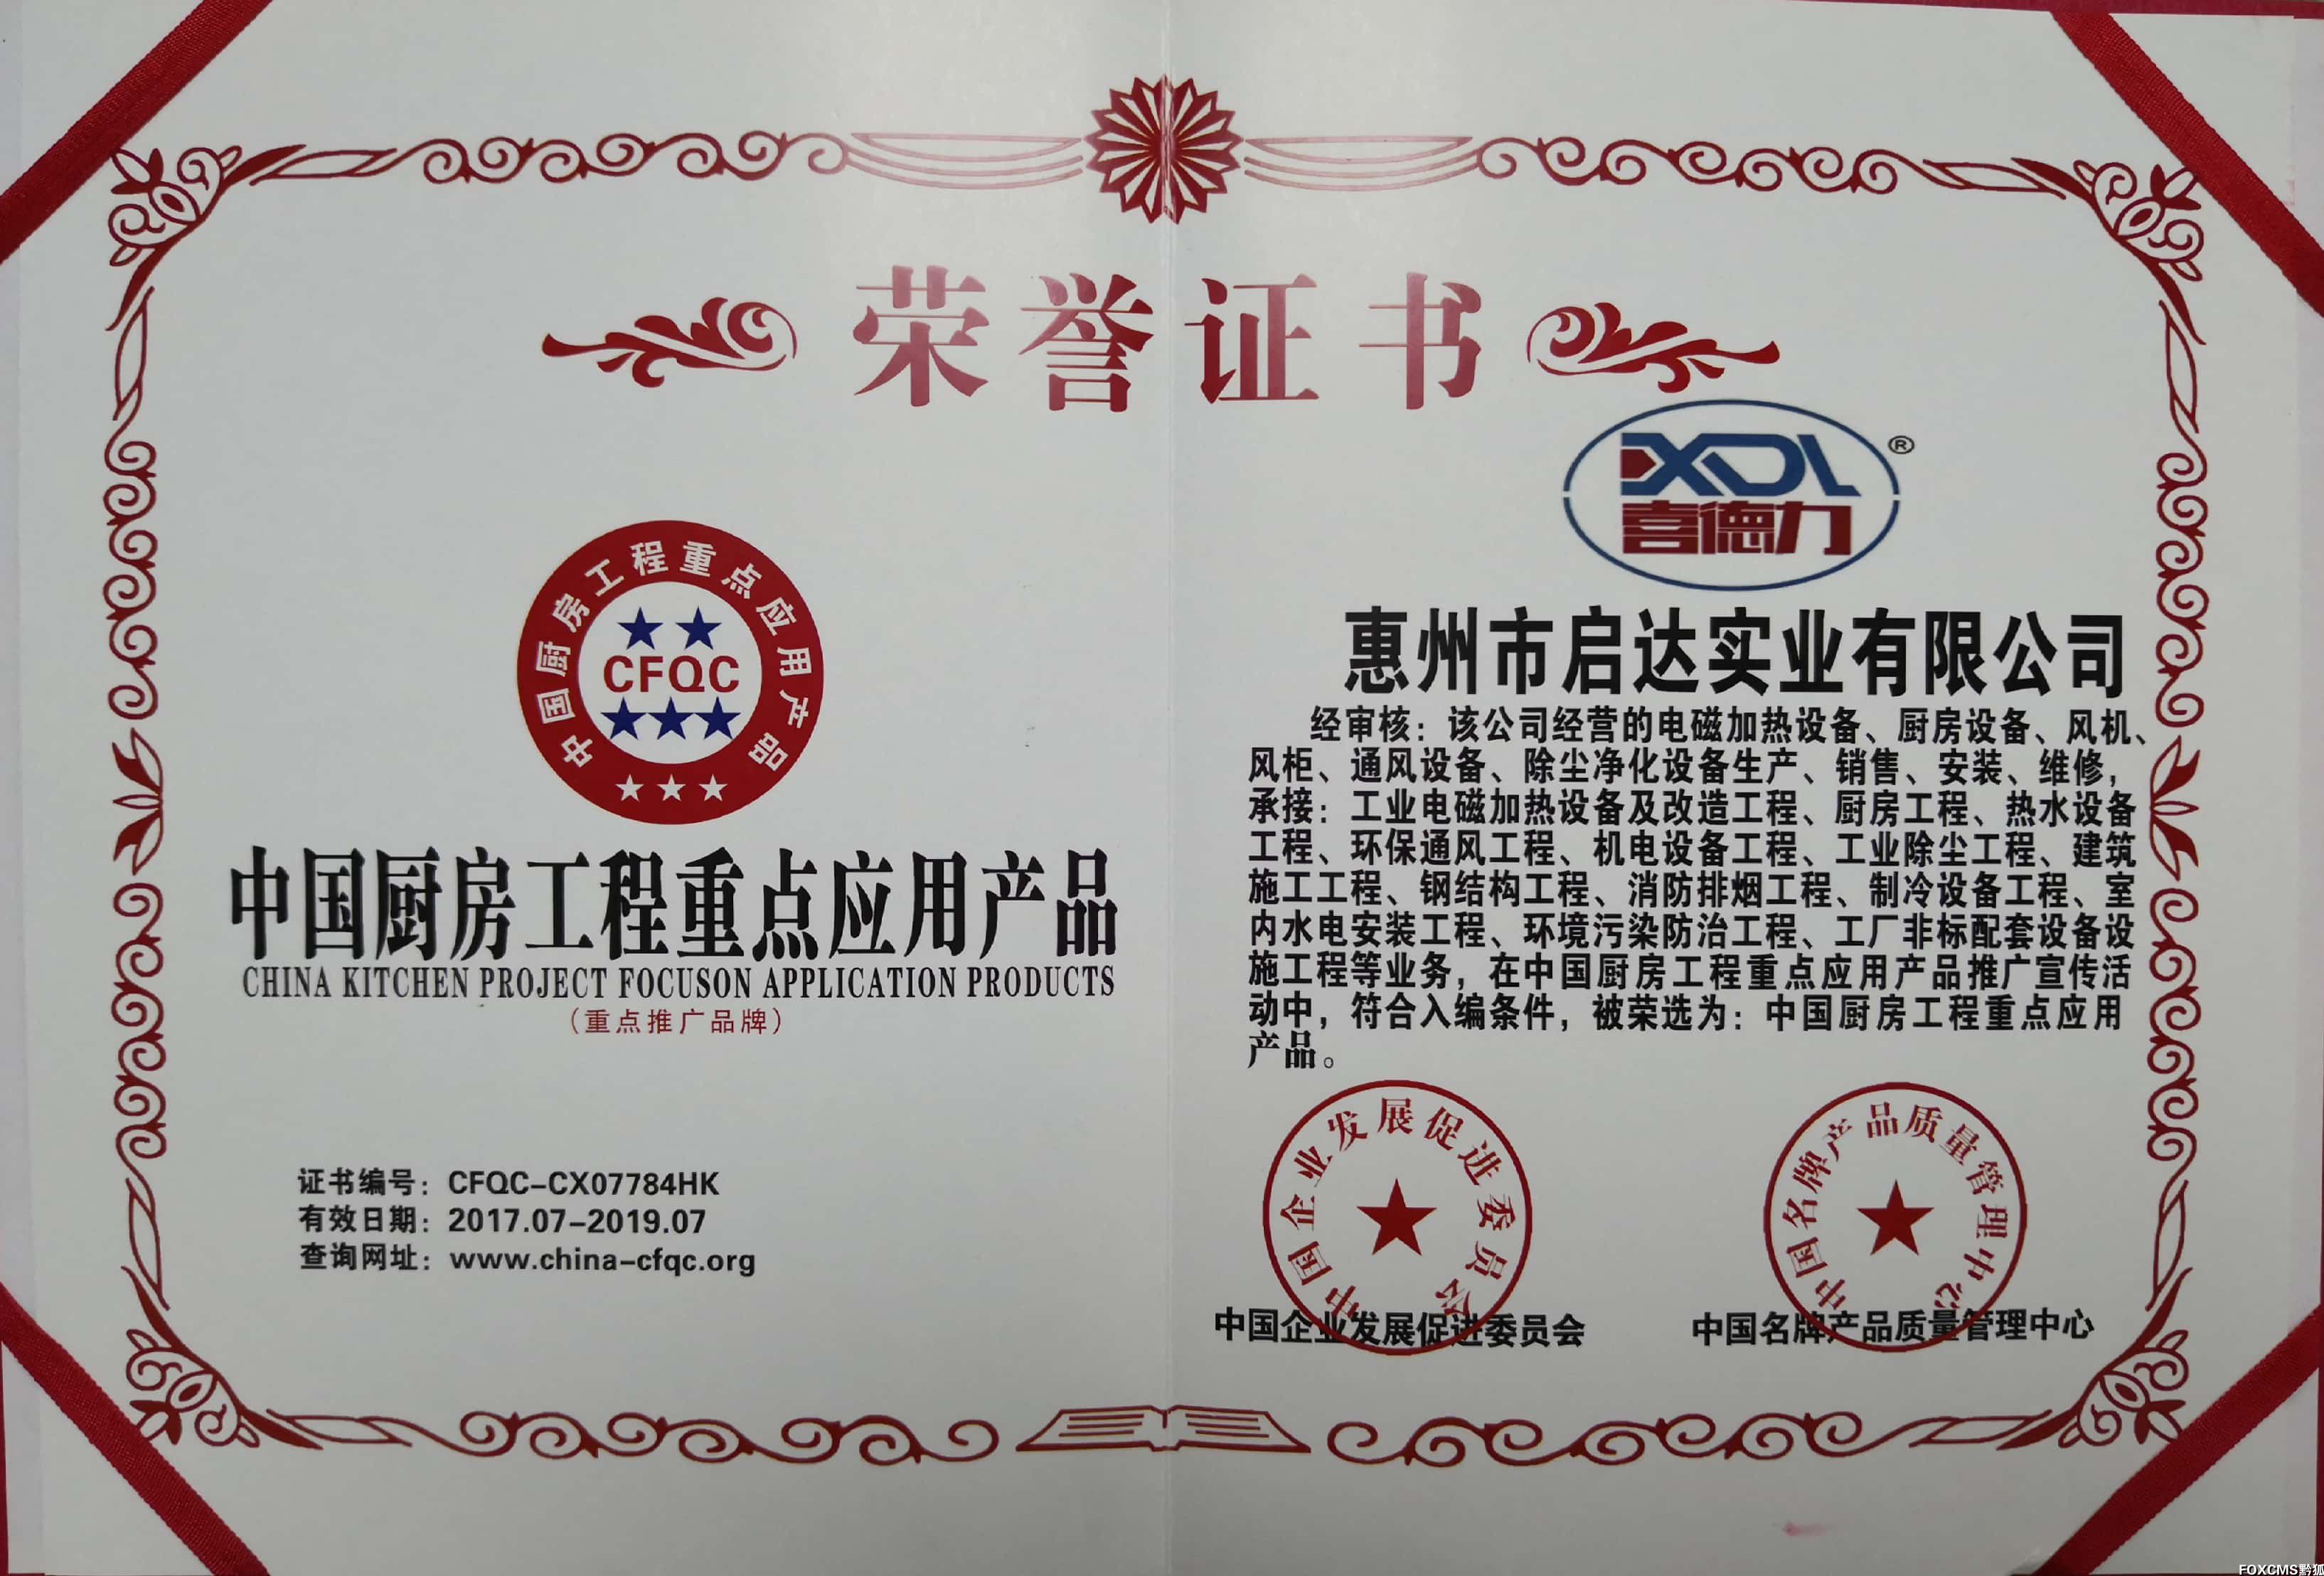 荣誉证书
中国厨房工程重点应用产品
CFQC
中国厨房工程重点应用产品
CHINA KITCHEN PROJECT FOCUSON APPLICATION PRODUCTS
(重点推广品牌)
证书编号：CFQC-CX07784HK
有效日期：2017.07-2019.07
查询网址：www.china-cfqc.org
XDL®
喜德力
惠州市启达实业有限公司
经审核：该公司经营的电磁加热设备、厨房设备、风机、
风柜、通风设备、除尘净化设备生产、销售、安装、维修，
承接：工业电磁加热设备及改造工程、厨房工程、热水设备
工程、环保通风工程、机电设备工程、工业除尘工程、建筑
施工工程、钢结构工程、消防排烟工程、制冷设备工程、室
内水电安装工程、环境污染防治工程、工厂非标配套设备设
施工程等业务，在中国厨房工程重点应用产品推广宣传活
动中，符合入编条件，被荣选为：中国厨房工程重点应用
产品。
中国企业发展促进委员会
中国企业发展促进委员会
中国名牌产品质量管理中心
中国名牌产品质量管理中心
FOXCMS黔狐